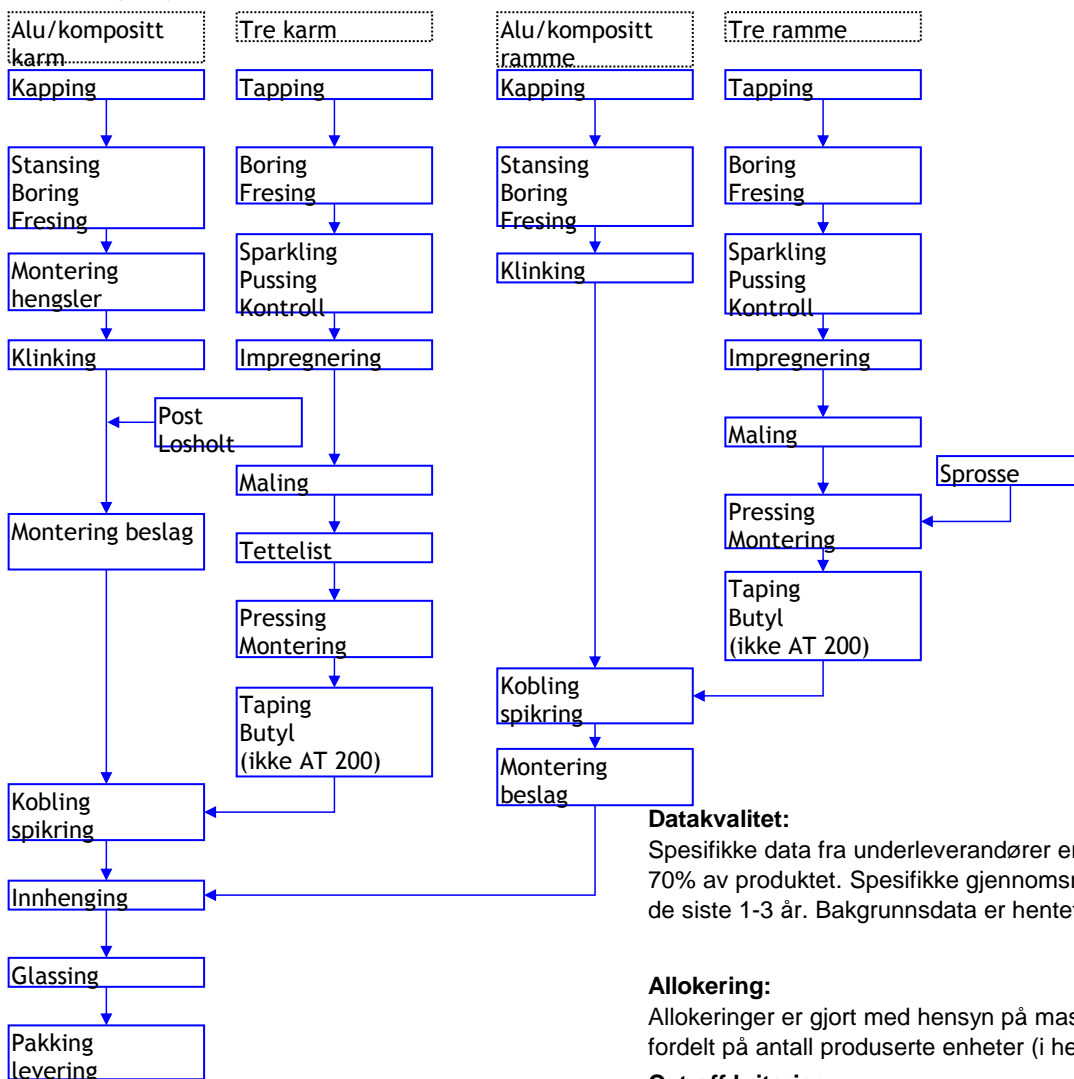 Alu/kompositt
karm
Kapping
Stansing
Boring
Fresing
Montering
hengsler
Klinking
Post
Losholt
Montering beslag
Kobling
spikring
Innhenging
Glassing
Pakking
levering
Tre karm
Tapping
Boring
Fresing
Sparkling
Pussing
Kontroll
Impregnering
Maling
Tettelist
Pressing
Montering
Taping
Butyl
(ikke AT 200)
Alu/kompositt
ramme
Kapping
Stansing
Boring
Fresing
Klinking
Kobling
spikring
Montering
beslag
Tre ramme
Tapping
Boring
Fresing
Sparkling
Pussing
Kontroll
Impregnering
Maling
Sprosse
Pressing
Montering
Taping
Butyl
(ikke AT 200)
Datakvalitet:
Spesifikke data fra underleverandører
70% av produktet. Spesifikke
de siste 1-3 år. Bakgrunnsdata er
Allokering:
Allokeringer er gjort med hensyn på
fordelt på antall produserte enheter (i